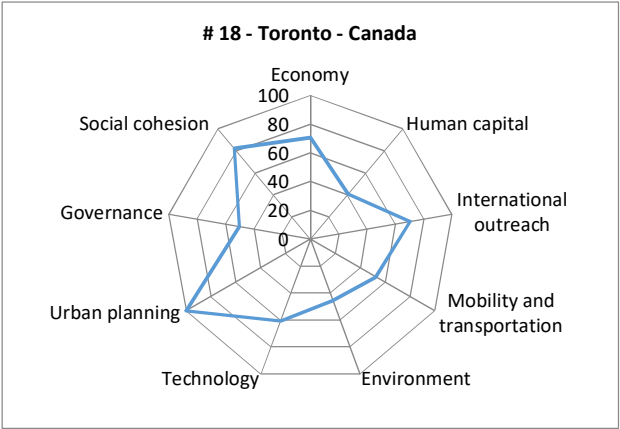 # 18 - Toronto - Canada
Economy
100
80
60
40
20
0
Human capital
International
outreach
Mobility and
transportation
Environment
Technology
Urban planning
Governance
Social cohesion